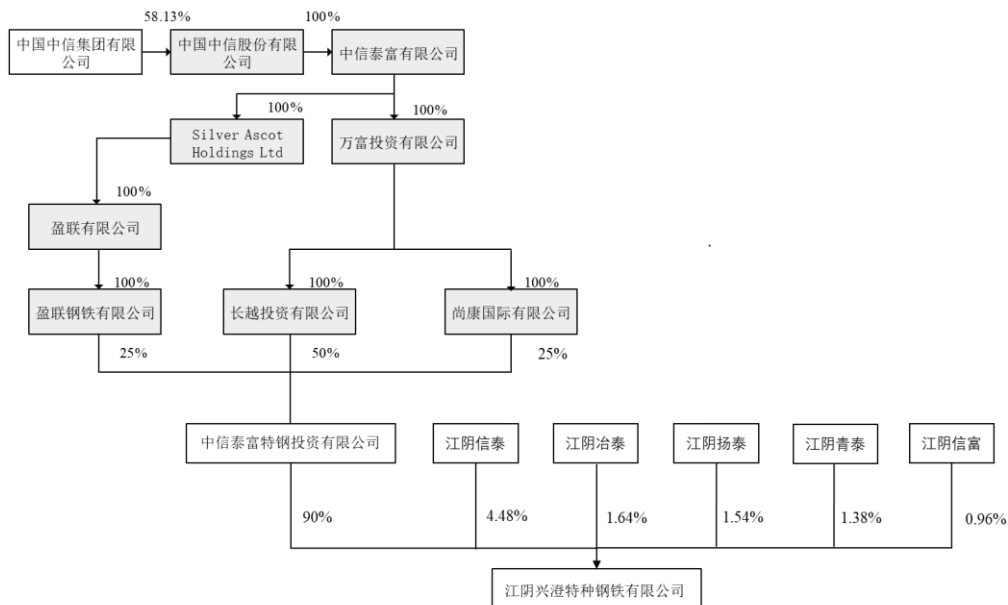 58.13%
100%
中国中信集团有限
公司
中国中信股份有限
公司
中信泰富有限公司
100%
100%
Silver Ascot
Holdings Ltd
万富投资有限公司
100%
盈联有限公司
100%
100%
100%
盈联钢铁有限公司
长越投资有限公司
尚康国际有限公司
25%
50%
25%
中信泰富特钢投资有限公司
江阴信泰
江阴冶泰
江阴扬泰
江阴青泰
江阴信富
90%
4.48%
1.64%
1.54%
1.38%
0.96%
江阴兴澄特种钢铁有限公司